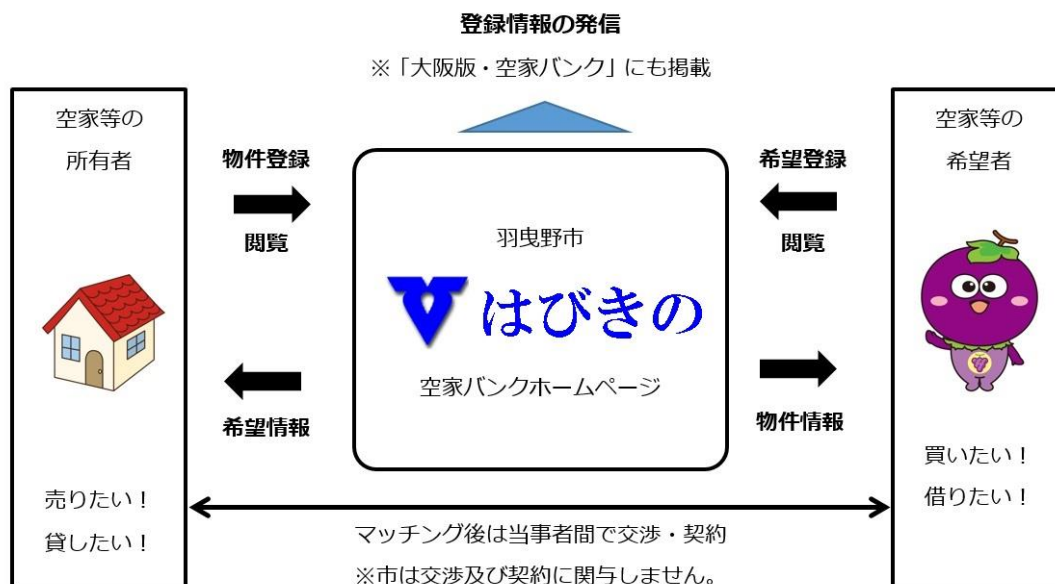 登録情報の発信
※「大阪版・空家バンク」にも掲載
空家等の
所有者
売りたい！
貸したい！
物件登録
閲覧
希望情報
羽曳野市
はびきの
空家バンクホームページ
希望登録
閲覧
物件情報
空家等の
希望者
買いたい！
借りたい！
マッチング後は当事者間で交渉・契約
※市は交渉及び契約に関与しません。